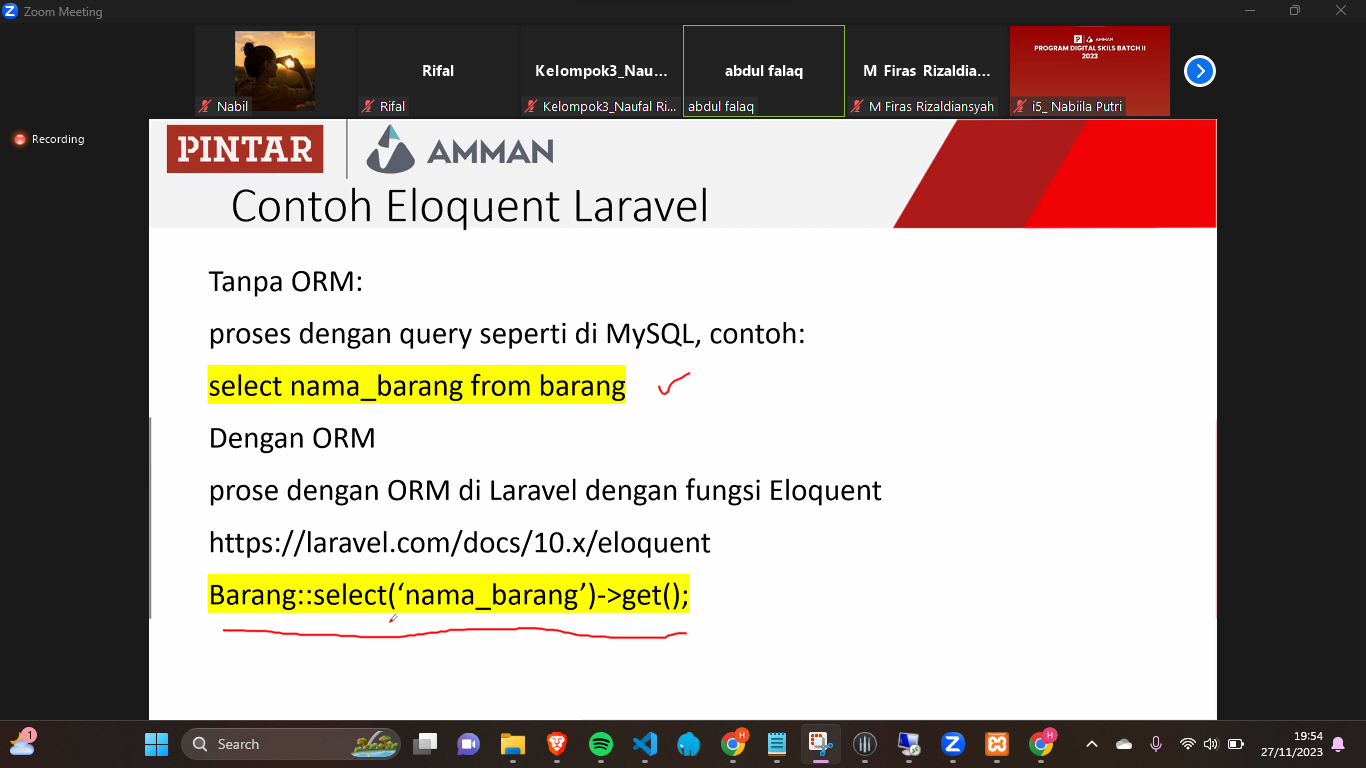 Zoom Meeting
Rifal
Kelompok3_Nau...
abdul falaq
M Firas Rizaldia...
AMMAN
PROGRAM DIGITAL SKILS BATCH II
2023
Nabil
Rifal
Kelompok3_Naufal Ri...
abdul falaq
M Firas Rizaldiansyah
i5_ Nabiila Putri
Recording
PINTAR
AMMAN
Contoh Eloquent Laravel
Tanpa ORM:
proses dengan query seperti di MySQL, contoh:
select nama_barang from barang
Dengan ORM
prose dengan ORM di Laravel dengan fungsi Eloquent
https://laravel.com/docs/10.x/eloquent
Barang::select(‘nama_barang’)->get();
1
Search
H
H
19:54
27/11/2023